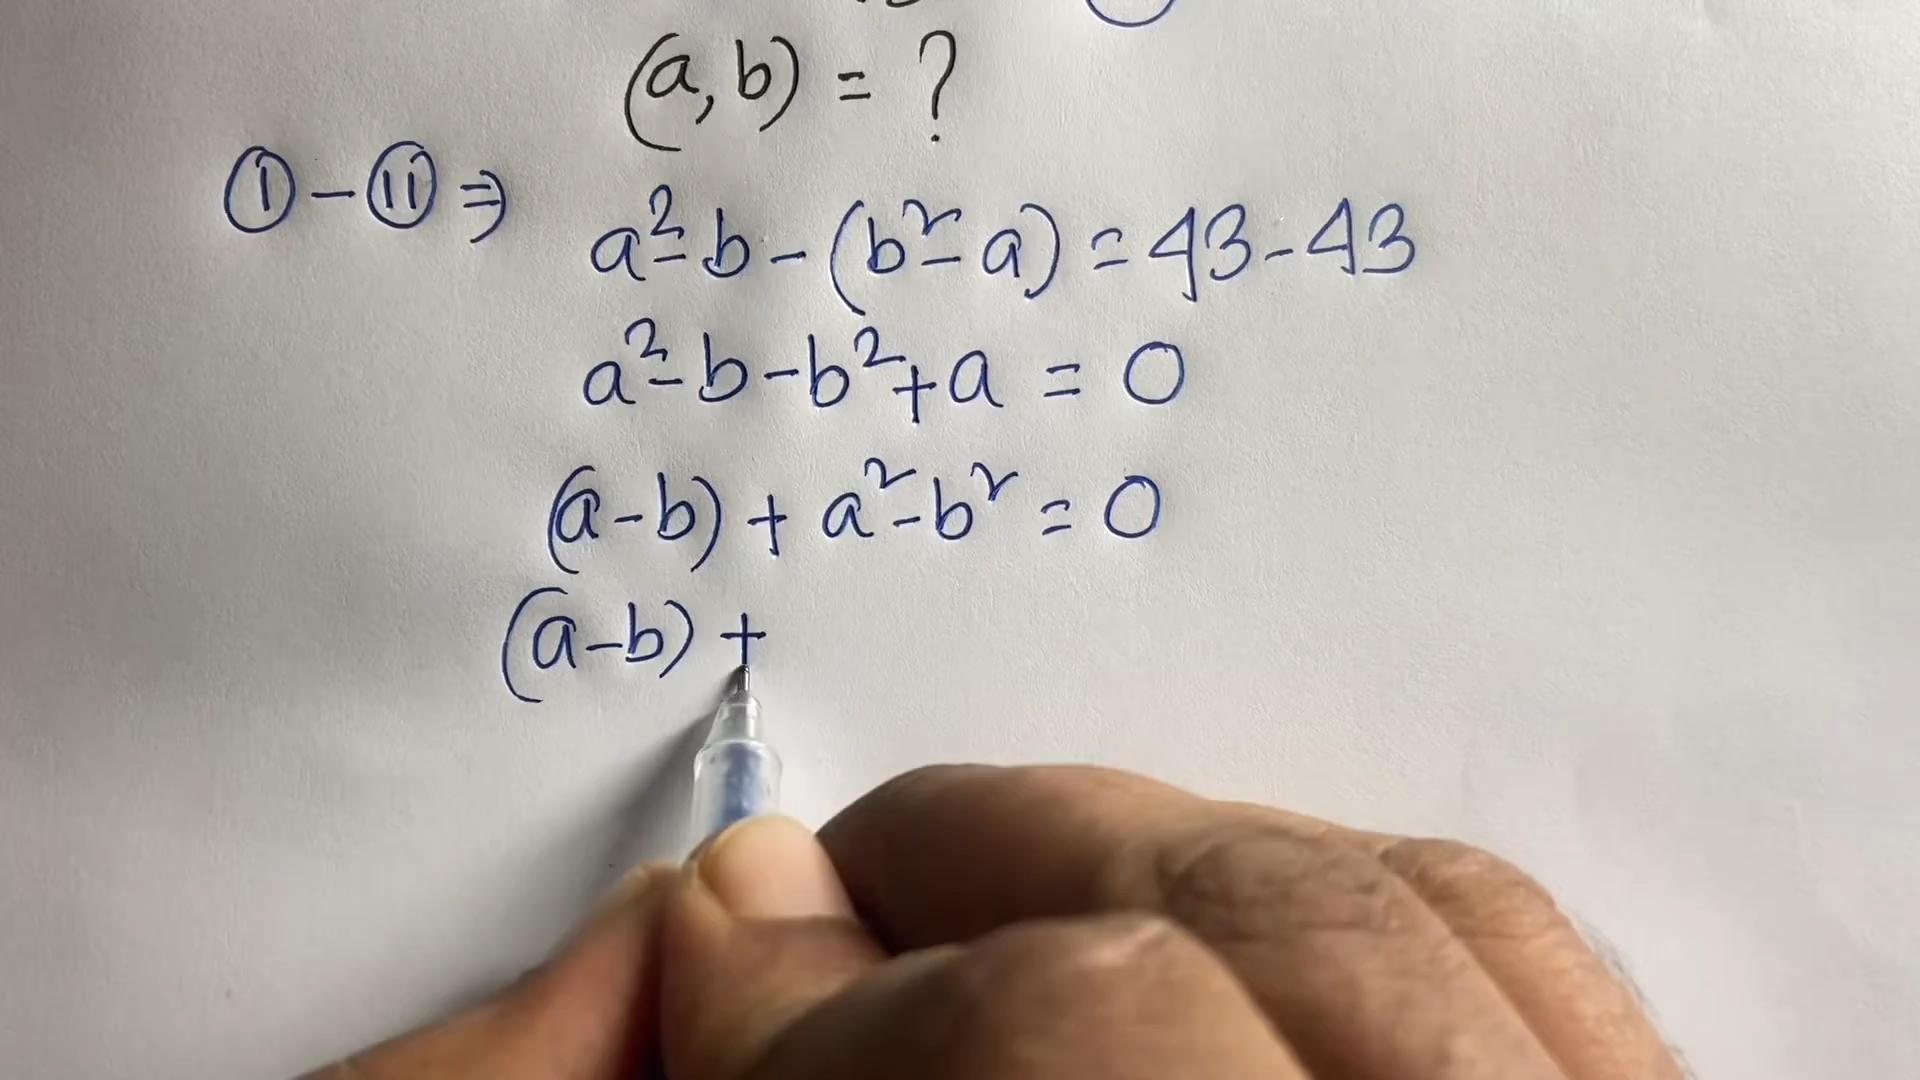 (a, b) = ?
① - ⑪ ⇒ a² - b - (b² - a) = 43 - 43
a² - b - b² + a = 0
(a - b) + a² - b² = 0
(a - b) +